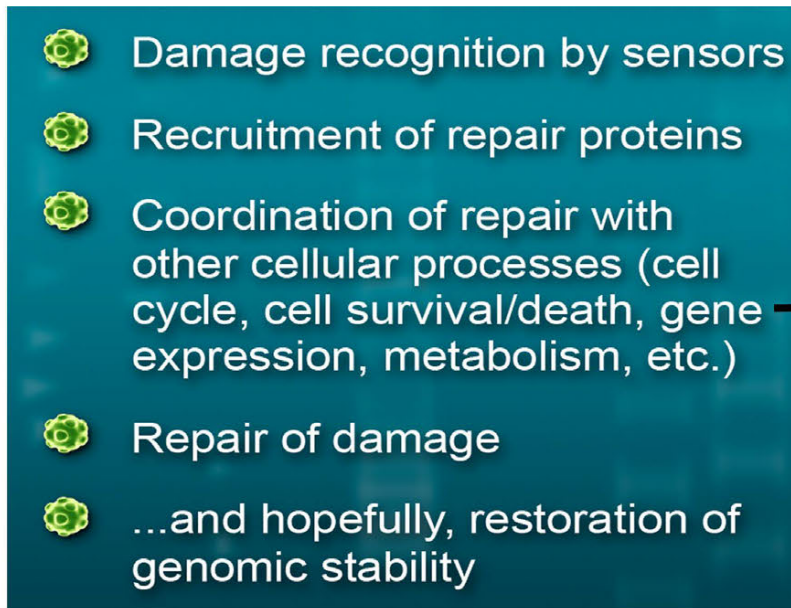 Damage recognition by sensors
Recruitment of repair proteins
Coordination of repair with
other cellular processes (cell
cycle, cell survival/death, gene
expression, metabolism, etc.)
Repair of damage
...and hopefully, restoration of
genomic stability